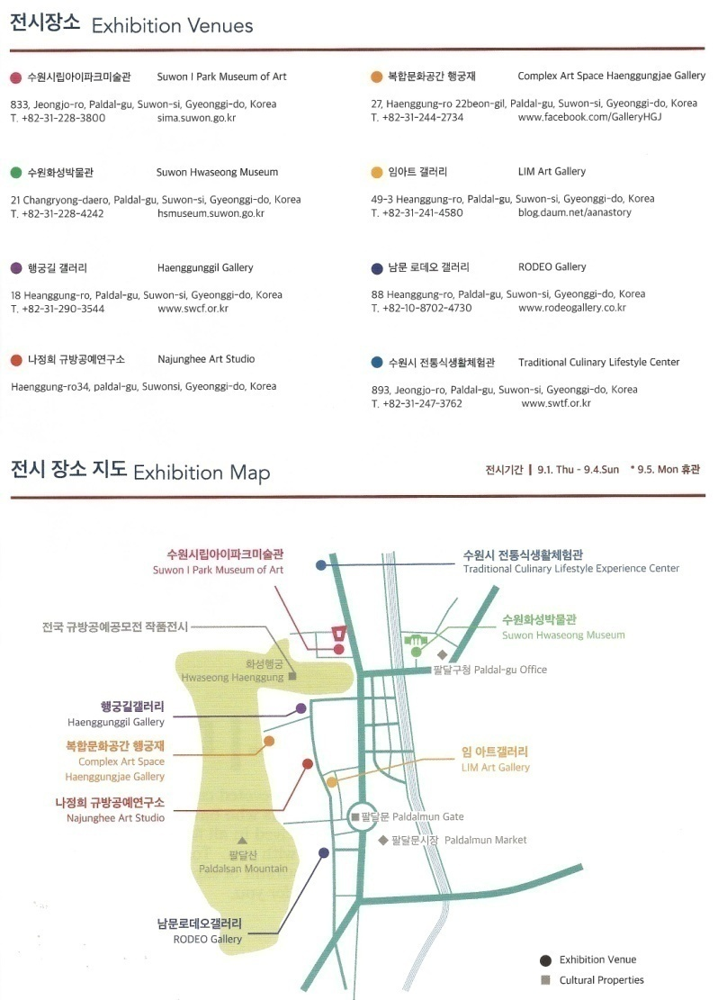 전시장소 Exhibition Venues
수원시립아이파크미술관 Suwon I Park Museum of Art
833, Jeongjo-ro, Paldal-gu, Suwon-si, Gyeonggi-do, Korea
T. +82-31-228-3800 sima.suwon.go.kr
수원화성박물관 Suwon Hwaseong Museum
21 Changryong-daero, Paldal-gu, Suwon-si, Gyeonggi-do, Korea
T. +82-31-228-4242 hsmuseum.suwon.go.kr
행궁길 갤러리 Haenggunggil Gallery
18 Heanggung-ro, Paldal-gu, Suwon-si, Gyeonggi-do, Korea
T. +82-31-290-3544 www.swcf.or.kr
나정희 규방공예연구소 Najunghee Art Studio
Haenggung-ro34, paldal-gu, Suwonsi, Gyeonggi-do, Korea
복합문화공간 행궁재 Complex Art Space Haenggungjae Gallery
27, Haenggung-ro 22beon-gil, Paldal-gu, Suwon-si, Gyeonggi-do, Korea
T. +82-31-244-2734 www.facebook.com/GalleryHGJ
임아트 갤러리 LIM Art Gallery
49-3 Heanggung-ro, Paldal-gu, Suwon-si, Gyeonggi-do, Korea
T. +82-31-241-4580 blog.daum.net/aanastory
남문 로데오 갤러리 RODEO Gallery
88 Heanggung-ro, Paldal-gu, Suwon-si, Gyeonggi-do, Korea
T. +82-10-8702-4730 www.rodeogallery.co.kr
수원시 전통식생활체험관 Traditional Culinary Lifestyle Center
893, Jeongjo-ro, Paldal-gu, Suwon-si, Gyeonggi-do, Korea
T. +82-31-247-3762 www.swtf.or.kr
전시 장소 지도 Exhibition Map
전시기간 | 9.1. Thu - 9.4.Sun * 9.5. Mon 휴관
수원시립아이파크미술관
Suwon I Park Museum of Art
수원시 전통식생활체험관
Traditional Culinary Lifestyle Experience Center
전국 규방공예공모전 작품전시
수원화성박물관
Suwon Hwaseong Museum
화성행궁
Hwaseong Haenggung
팔달구청 Paldal-gu Office
행궁길갤러리
Haenggunggil Gallery
복합문화공간 행궁재
Complex Art Space
Haenggungjae Gallery
임 아트갤러리
LIM Art Gallery
나정희 규방공예연구소
Najunghee Art Studio
팔달문 Paldalmun Gate
팔달문시장 Paldalmun Market
팔달산
Paldalsan Mountain
남문로데오갤러리
RODEO Gallery
Exhibition Venue
Cultural Properties